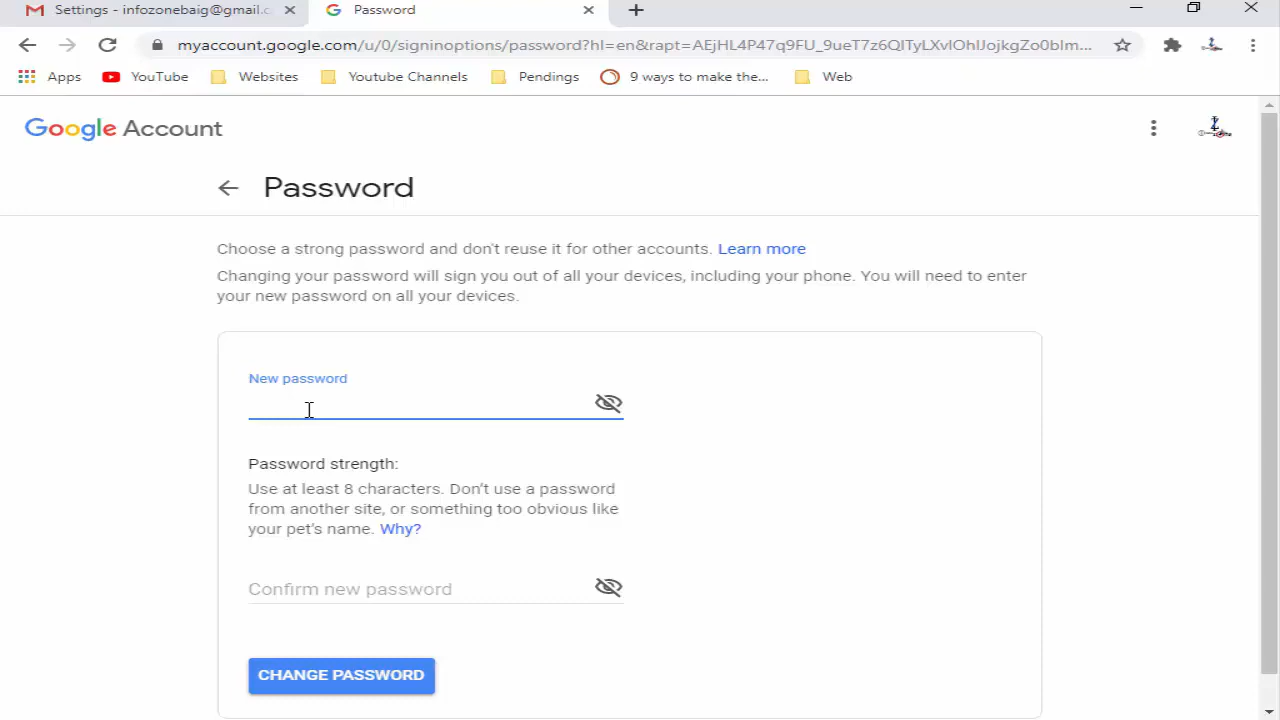 Settings - infozonebaig@gmail.c
Password
myaccount.google.com/u/0/signinoptions/password?hl=en&rapt=
Apps
YouTube
Websites
Youtube Channels
Pendings
9 ways to make the...
Web
Google Account
Password
Choose a strong password and don't reuse it for other accounts. Learn more
Changing your password will sign you out of all your devices, including your phone. You will need to enter
your new password on all your devices.
New password
Password strength:
Use at least 8 characters. Don't use a password
from another site, or something too obvious like
your pet's name. Why?
Confirm new password
CHANGE PASSWORD